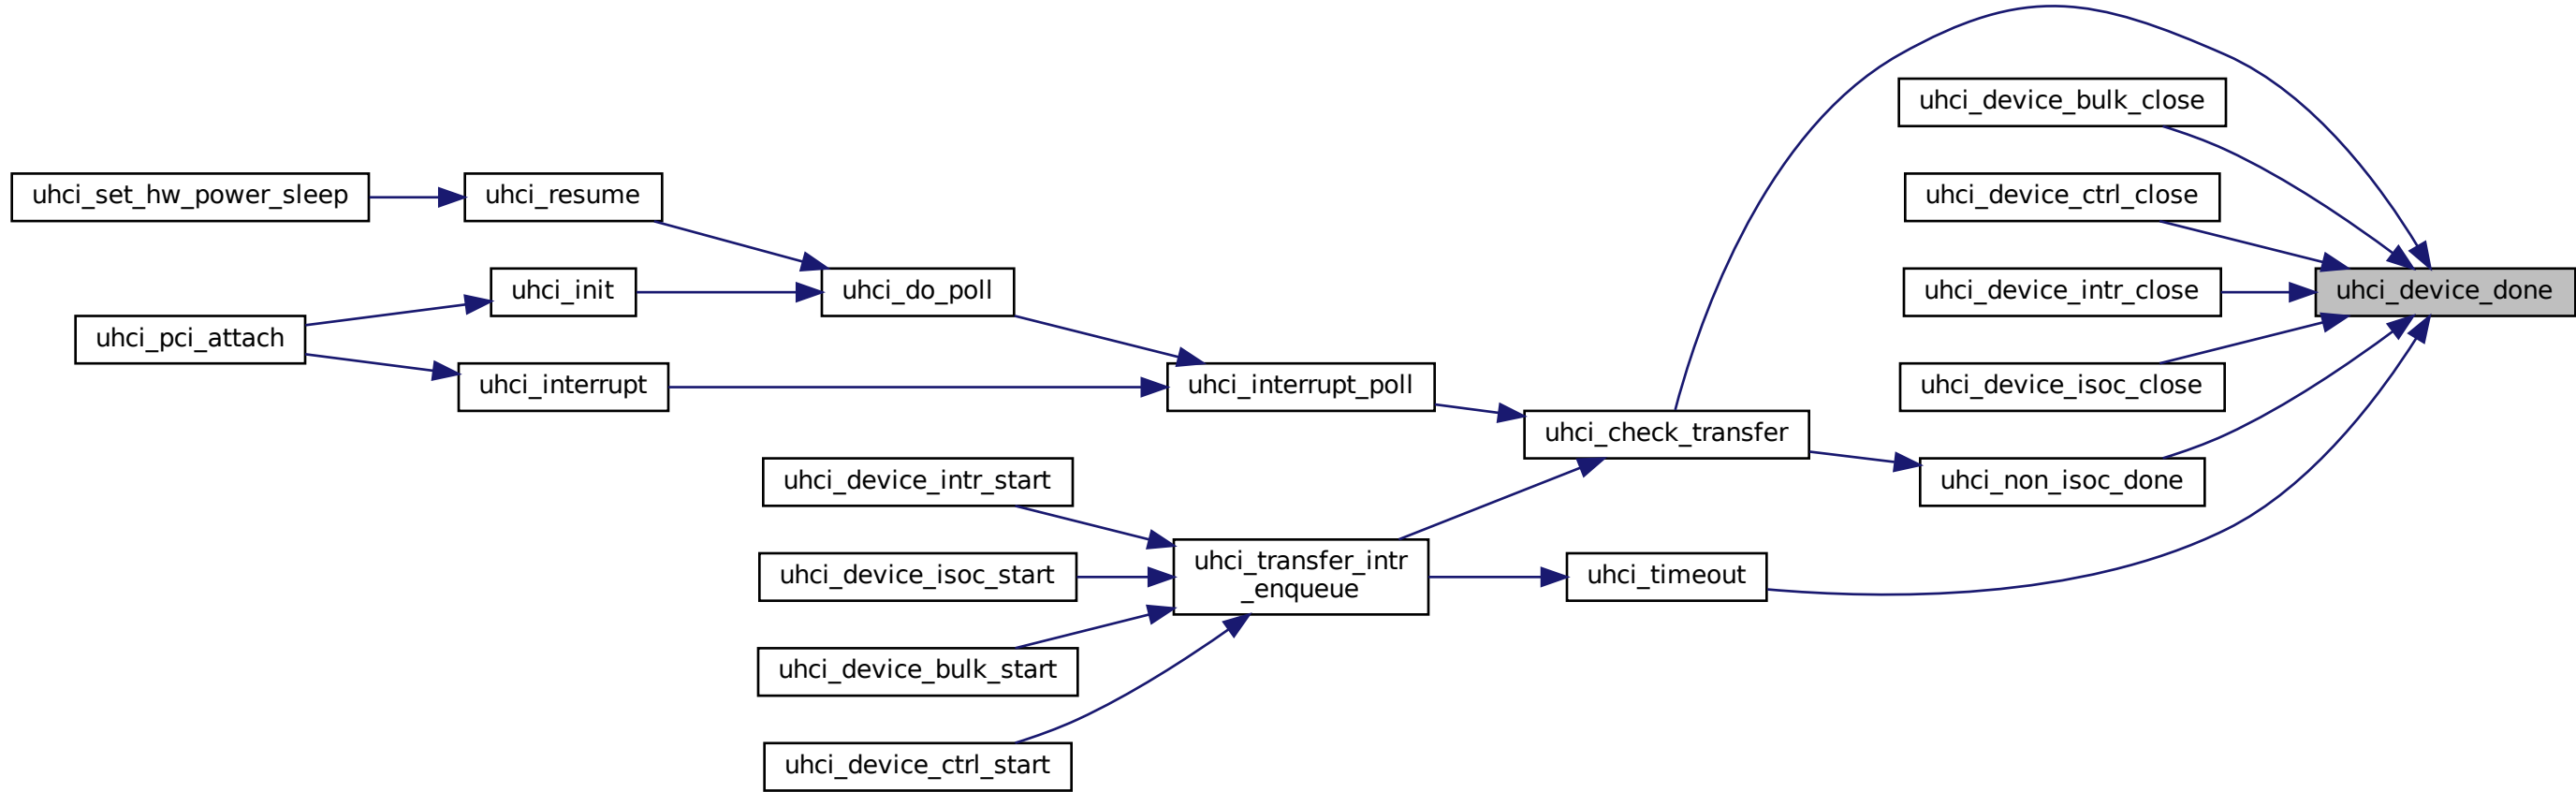 uhci_device_bulk_close
uhci_set_hw_power_sleep
uhci_resume
uhci_device_ctrl_close
uhci_init
uhci_do_poll
uhci_device_intr_close
uhci_device_done
uhci_pci_attach
uhci_interrupt
uhci_interrupt_poll
uhci_device_isoc_close
uhci_check_transfer
uhci_device_intr_start
uhci_non_isoc_done
uhci_device_isoc_start
uhci_transfer_intr
_enqueue
uhci_timeout
uhci_device_bulk_start
uhci_device_ctrl_start